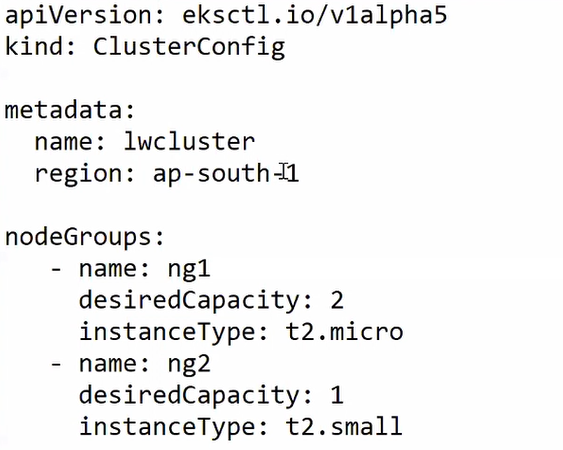 apiVersion: eksctl.io/v1alpha5
kind: ClusterConfig
metadata:
name: lwcluster
region: ap-south-1
nodeGroups:
- name: ng1
desiredCapacity: 2
instanceType: t2.micro
- name: ng2
desiredCapacity: 1
instanceType: t2.small